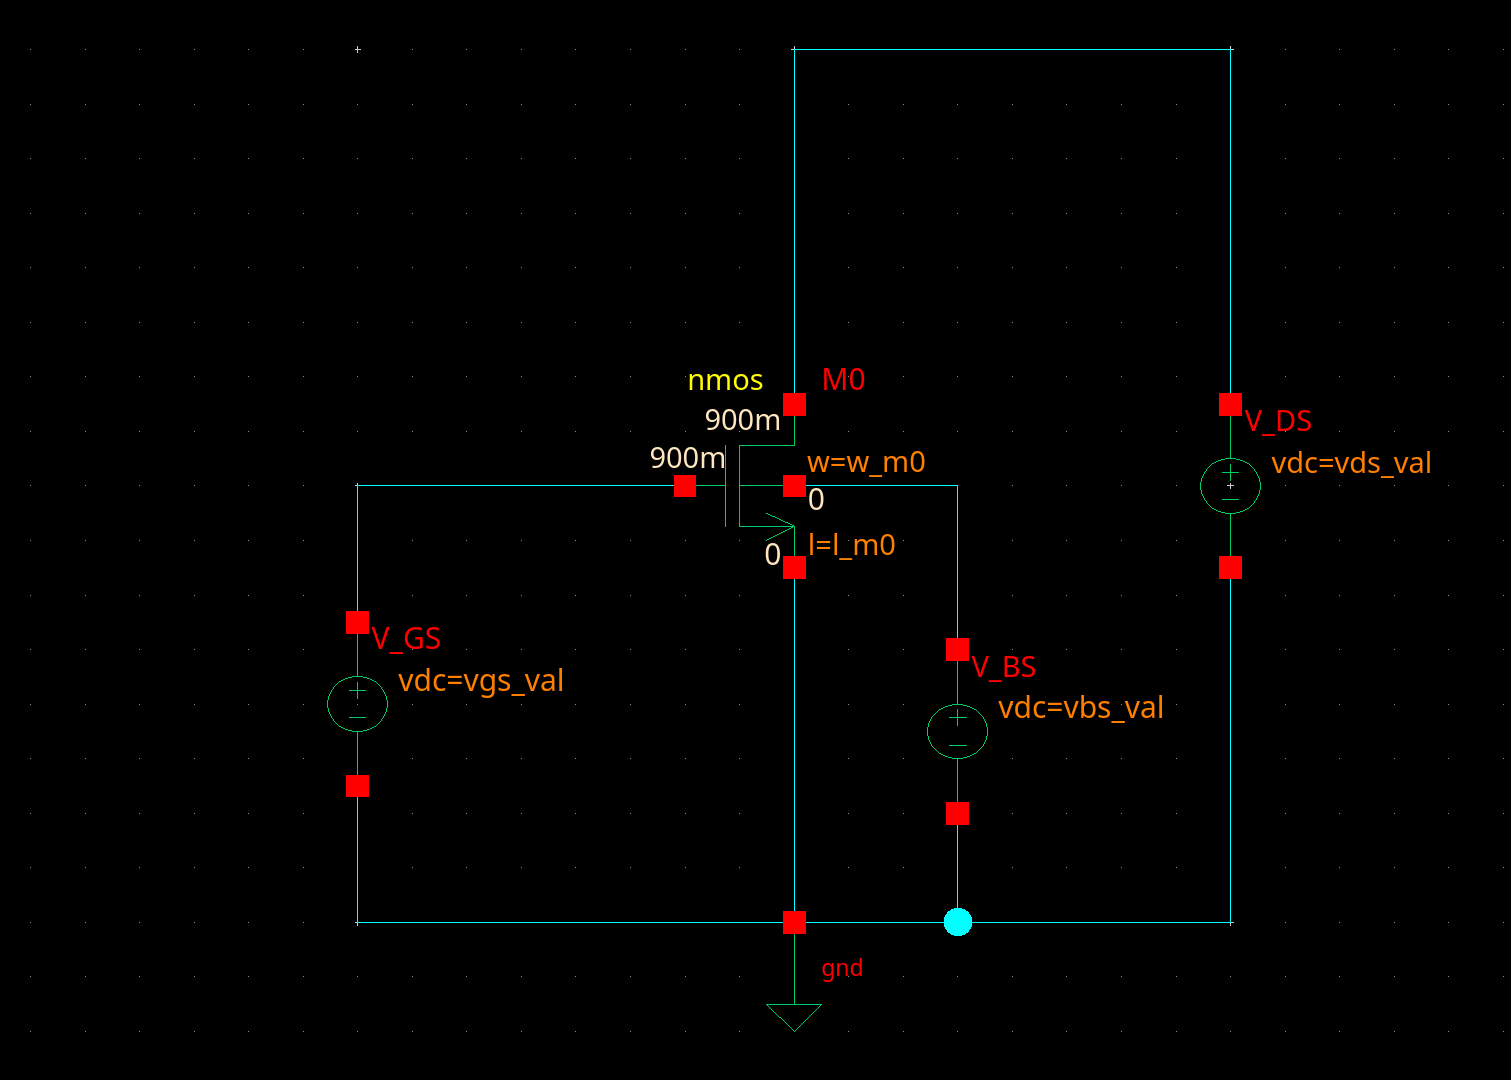 nmos
M0
900m
900m
w=w_m0
0
l=l_m0
0
V_DS
vdc=vds_val
V_GS
vdc=vgs_val
V_BS
vdc=vbs_val
gnd